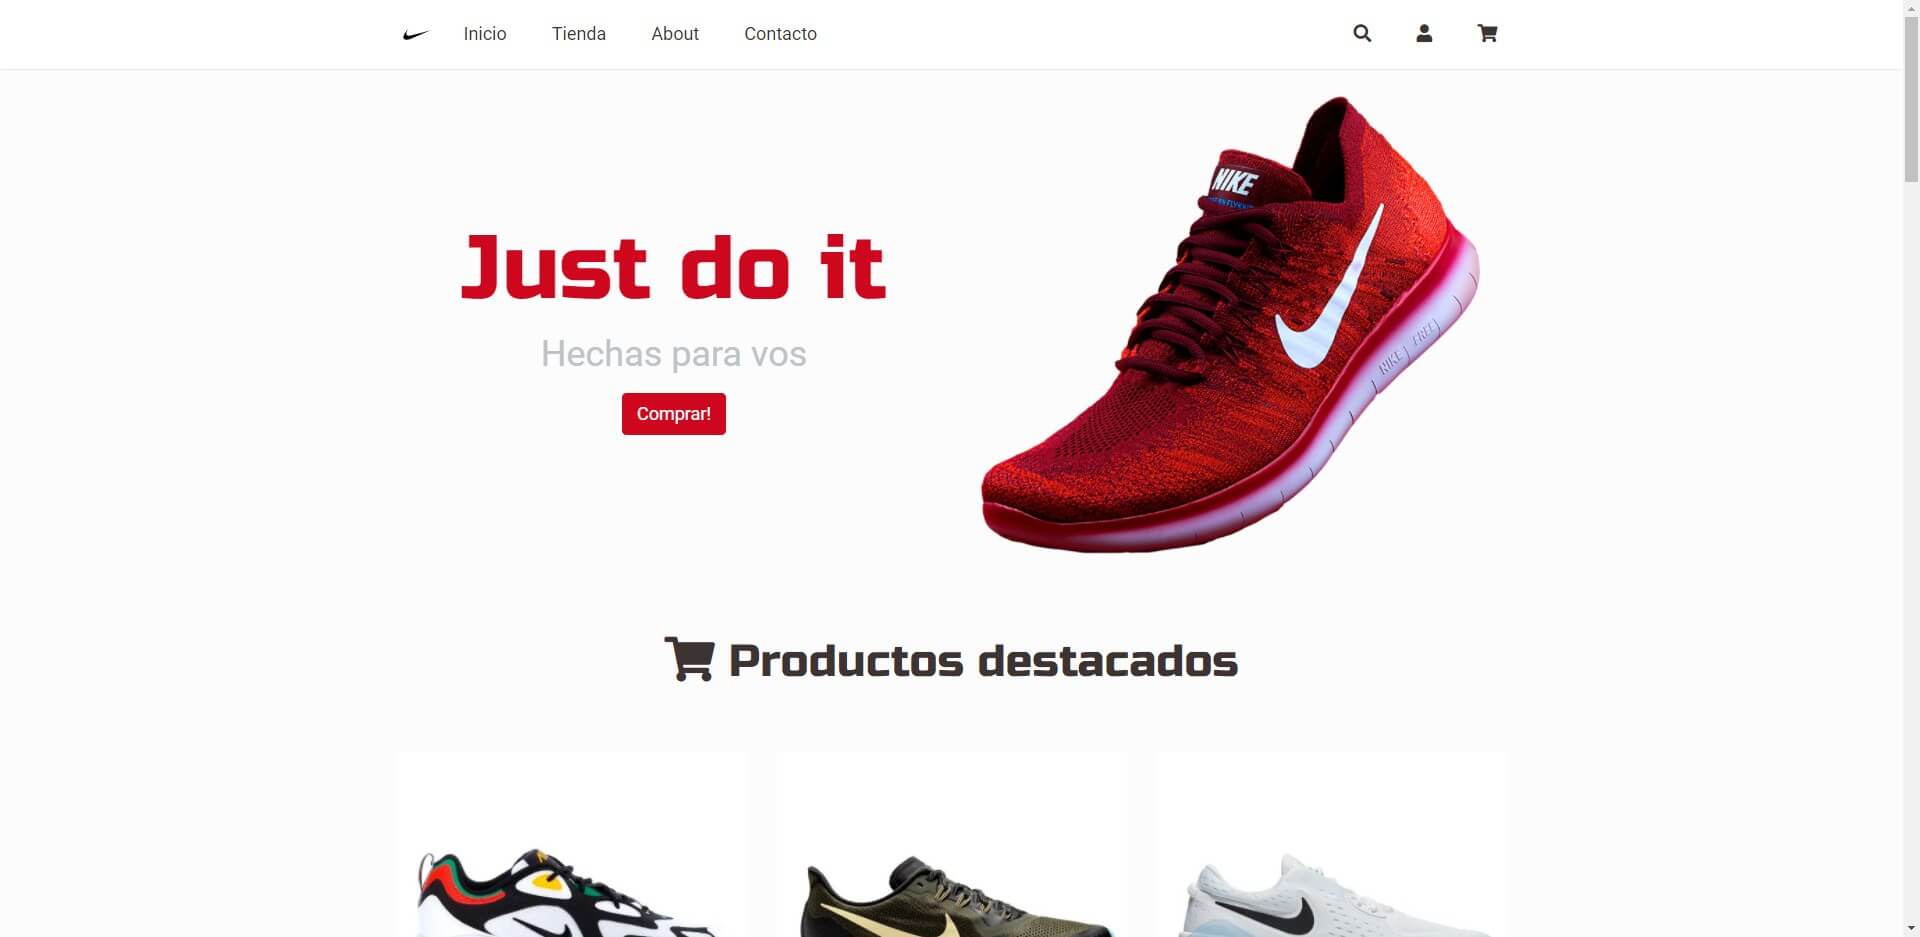 Inicio Tienda About Contacto
NIKE
Just do it
Hechas para vos
NIKE FREE
Comprar!
Productos destacados